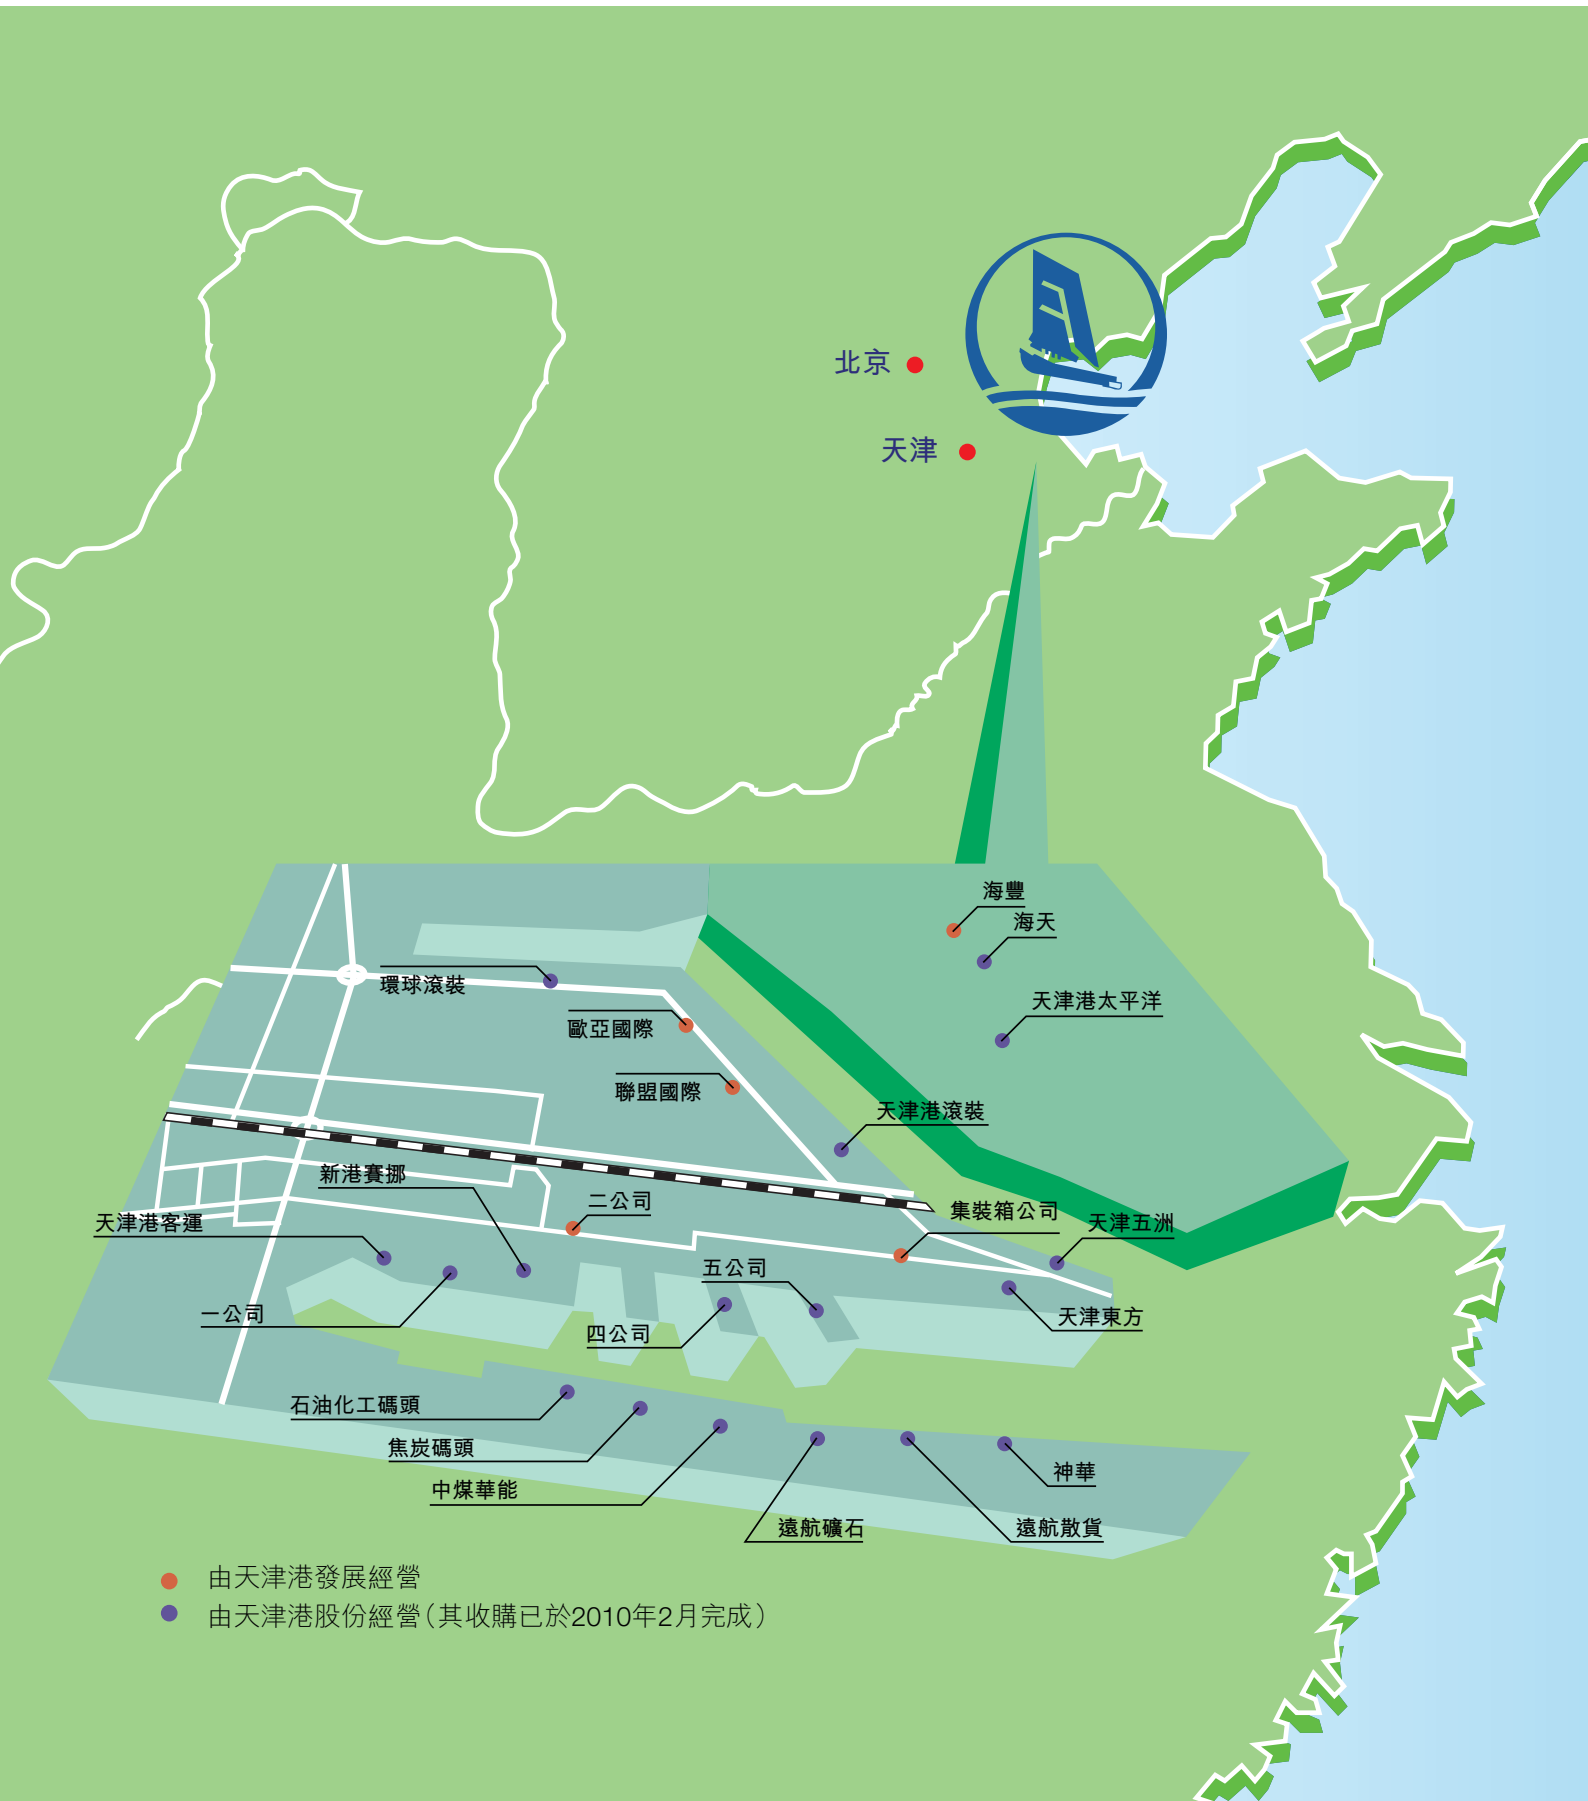 北京
天津
海豐
海天
環球滾裝
天津港太平洋
歐亞國際
聯盟國際
天津港滾裝
新港賽挪
二公司
集裝箱公司
天津港客運
天津五洲
五公司
一公司
四公司
天津東方
石油化工碼頭
焦炭碼頭
神華
中煤華能
遠航礦石
遠航散貨
由天津港發展經營
由天津港股份經營(其收購已於2010年2月完成)